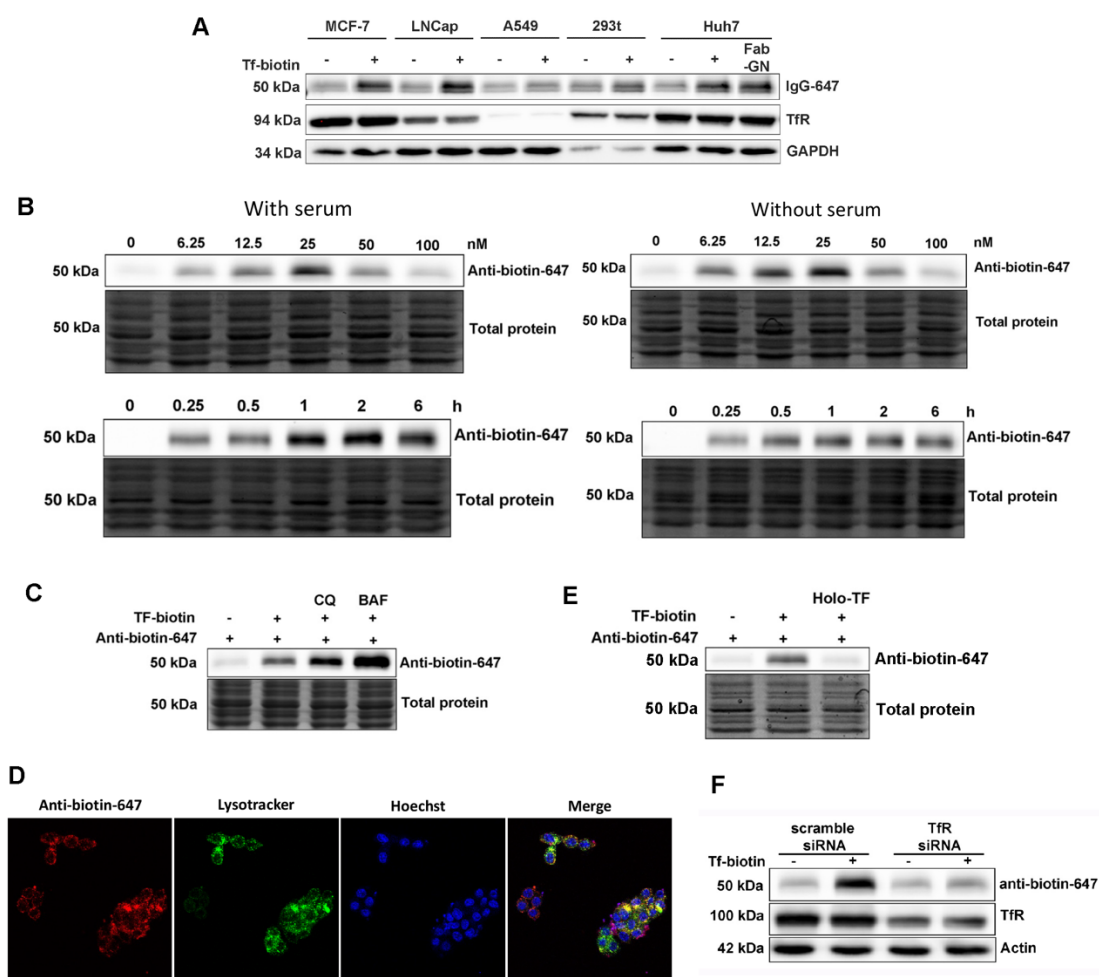 A
MCF-7 LNCap A549 293t Huh7
Tf-biotin - + - + - + - + - + Fab -GN
50 kDa IgG-647
94 kDa TfR
34 kDa GAPDH
B
With serum
0 6.25 12.5 25 50 100 nM
50 kDa Anti-biotin-647
50 kDa Total protein
0 0.25 0.5 1 2 6 h
50 kDa Anti-biotin-647
50 kDa Total protein
Without serum
0 6.25 12.5 25 50 100 nM
50 kDa Anti-biotin-647
50 kDa Total protein
0 0.25 0.5 1 2 6 h
50 kDa Anti-biotin-647
50 kDa Total protein
C
CQ BAF
TF-biotin - + + +
Anti-biotin-647 + + + +
50 kDa Anti-biotin-647
50 kDa Total protein
E
Holo-TF
TF-biotin - + +
Anti-biotin-647 + + +
50 kDa Anti-biotin-647
50 kDa Total protein
D
Anti-biotin-647 Lysotracker Hoechst Merge
F
scramble TfR
siRNA siRNA
Tf-biotin - + - +
50 kDa anti-biotin-647
100 kDa TfR
42 kDa Actin